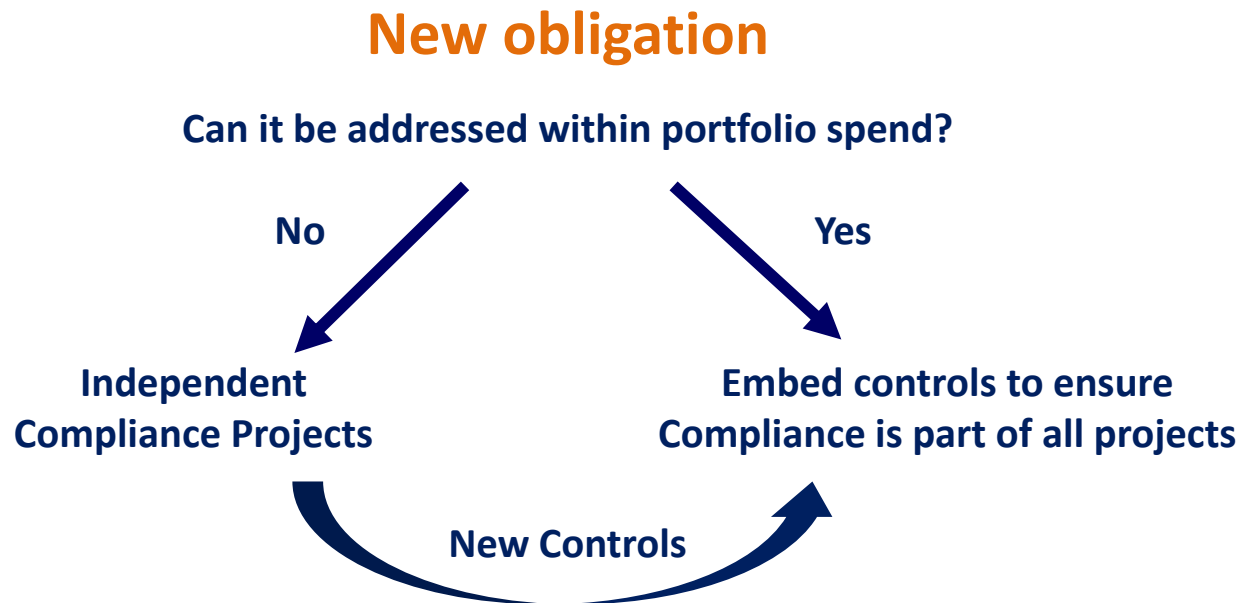 New obligation
Can it be addressed within portfolio spend?
No
Yes
Independent
Compliance Projects
Embed controls to ensure
Compliance is part of all projects
New Controls